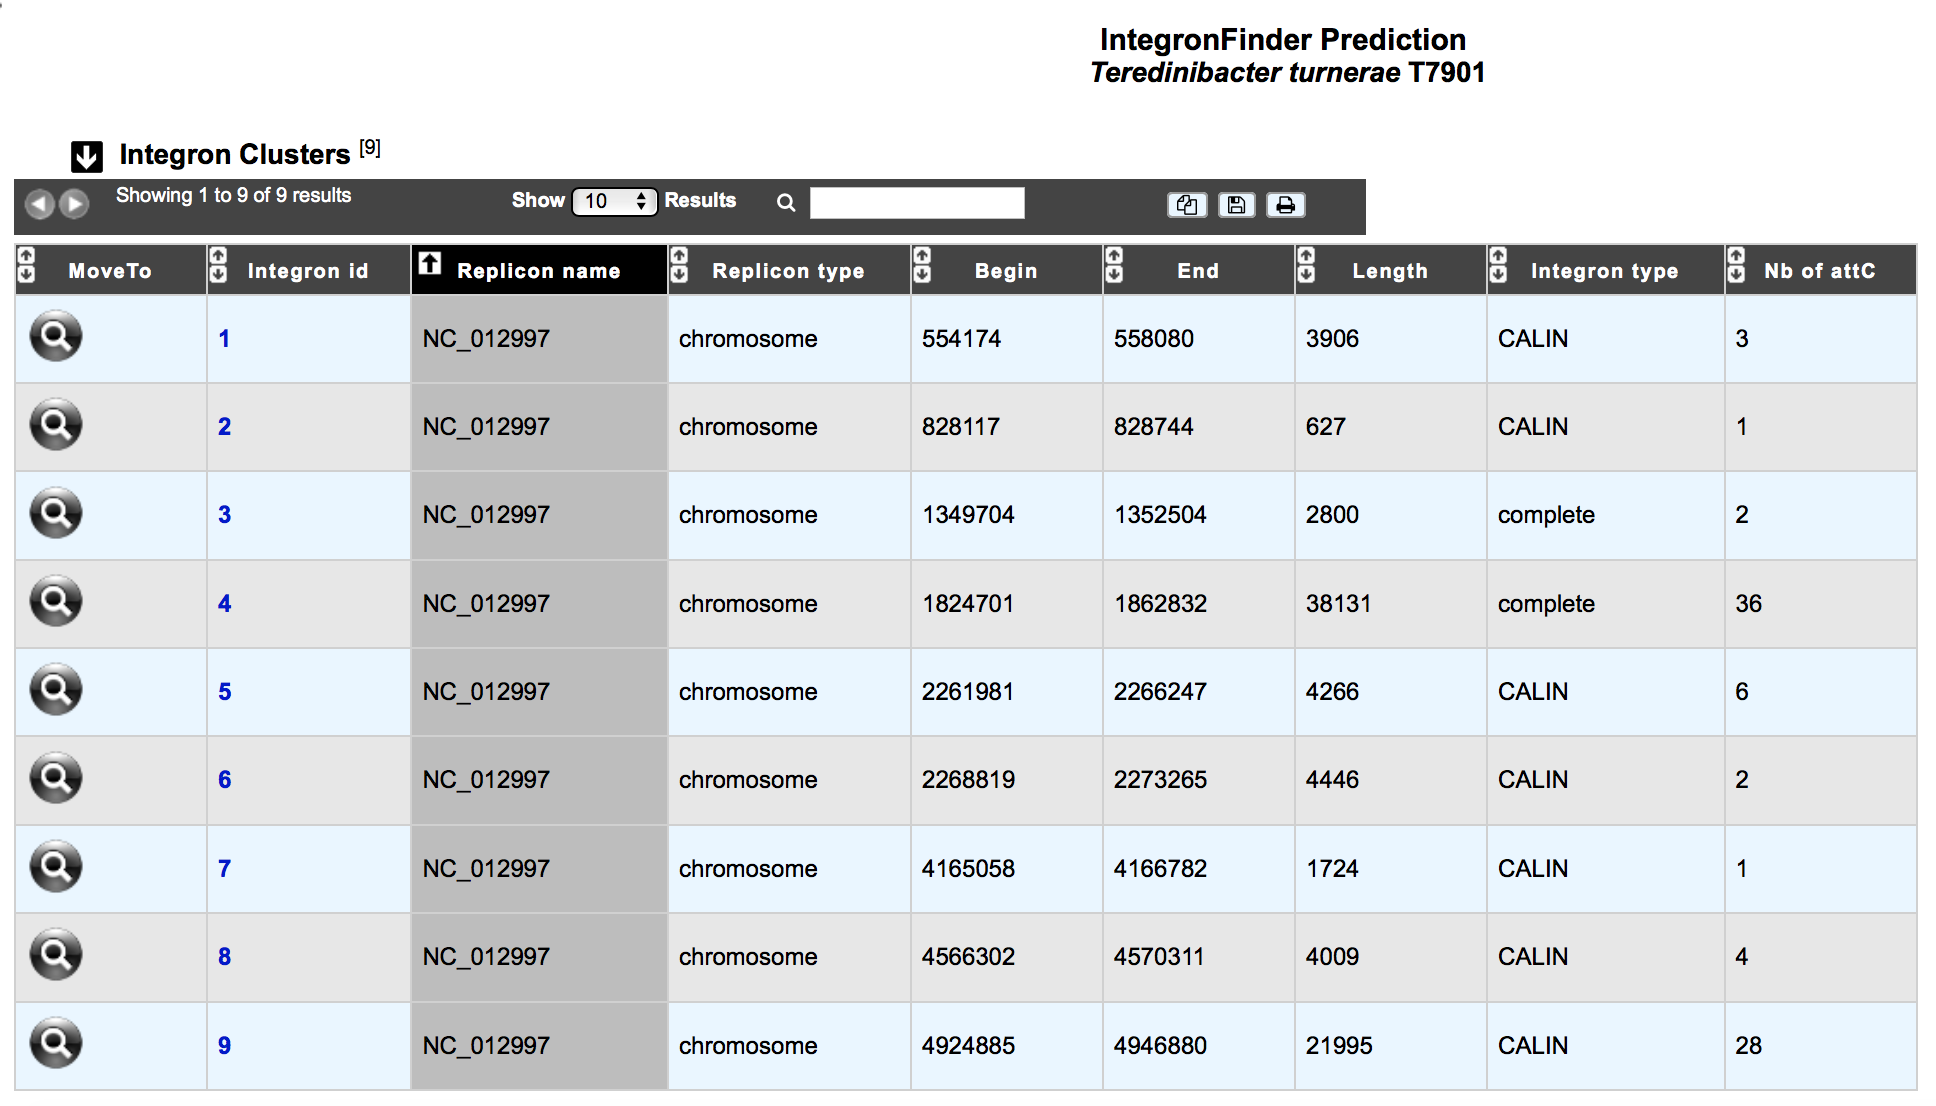 IntegronFinder Prediction
Teredinibacter turnerae T7901
Integron Clusters [9]
Showing 1 to 9 of 9 results Show 10 Results
MoveTo Integron id Replicon name Replicon type Begin End Length Integron type Nb of attC
1 NC_012997 chromosome 554174 558080 3906 CALIN 3
2 NC_012997 chromosome 828117 828744 627 CALIN 1
3 NC_012997 chromosome 1349704 1352504 2800 complete 2
4 NC_012997 chromosome 1824701 1862832 38131 complete 36
5 NC_012997 chromosome 2261981 2266247 4266 CALIN 6
6 NC_012997 chromosome 2268819 2273265 4446 CALIN 2
7 NC_012997 chromosome 4165058 4166782 1724 CALIN 1
8 NC_012997 chromosome 4566302 4570311 4009 CALIN 4
9 NC_012997 chromosome 4924885 4946880 21995 CALIN 28